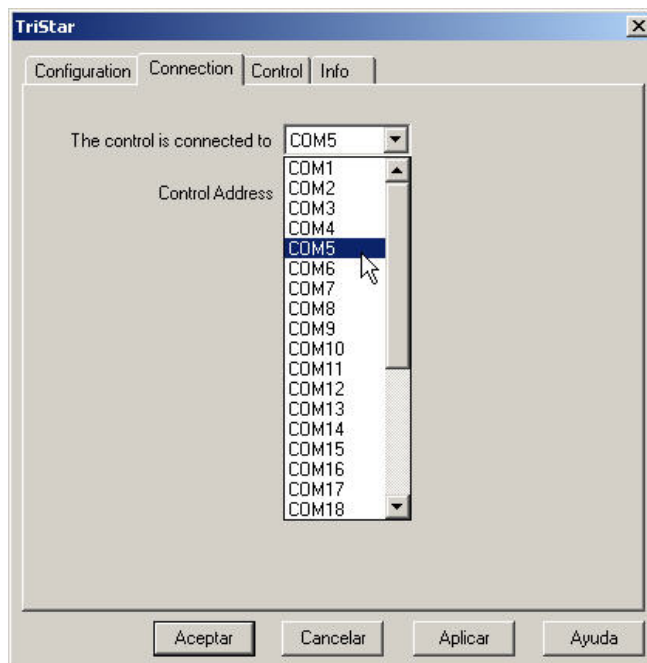 TriStar
Configuration Connection Control Info
The control is connected to COM5
COM1
Control Address COM2
COM3
COM4
COM5
COM6
COM7
COM8
COM9
COM10
COM11
COM12
COM13
COM14
COM15
COM16
COM17
COM18
Aceptar Cancelar Aplicar Ayuda